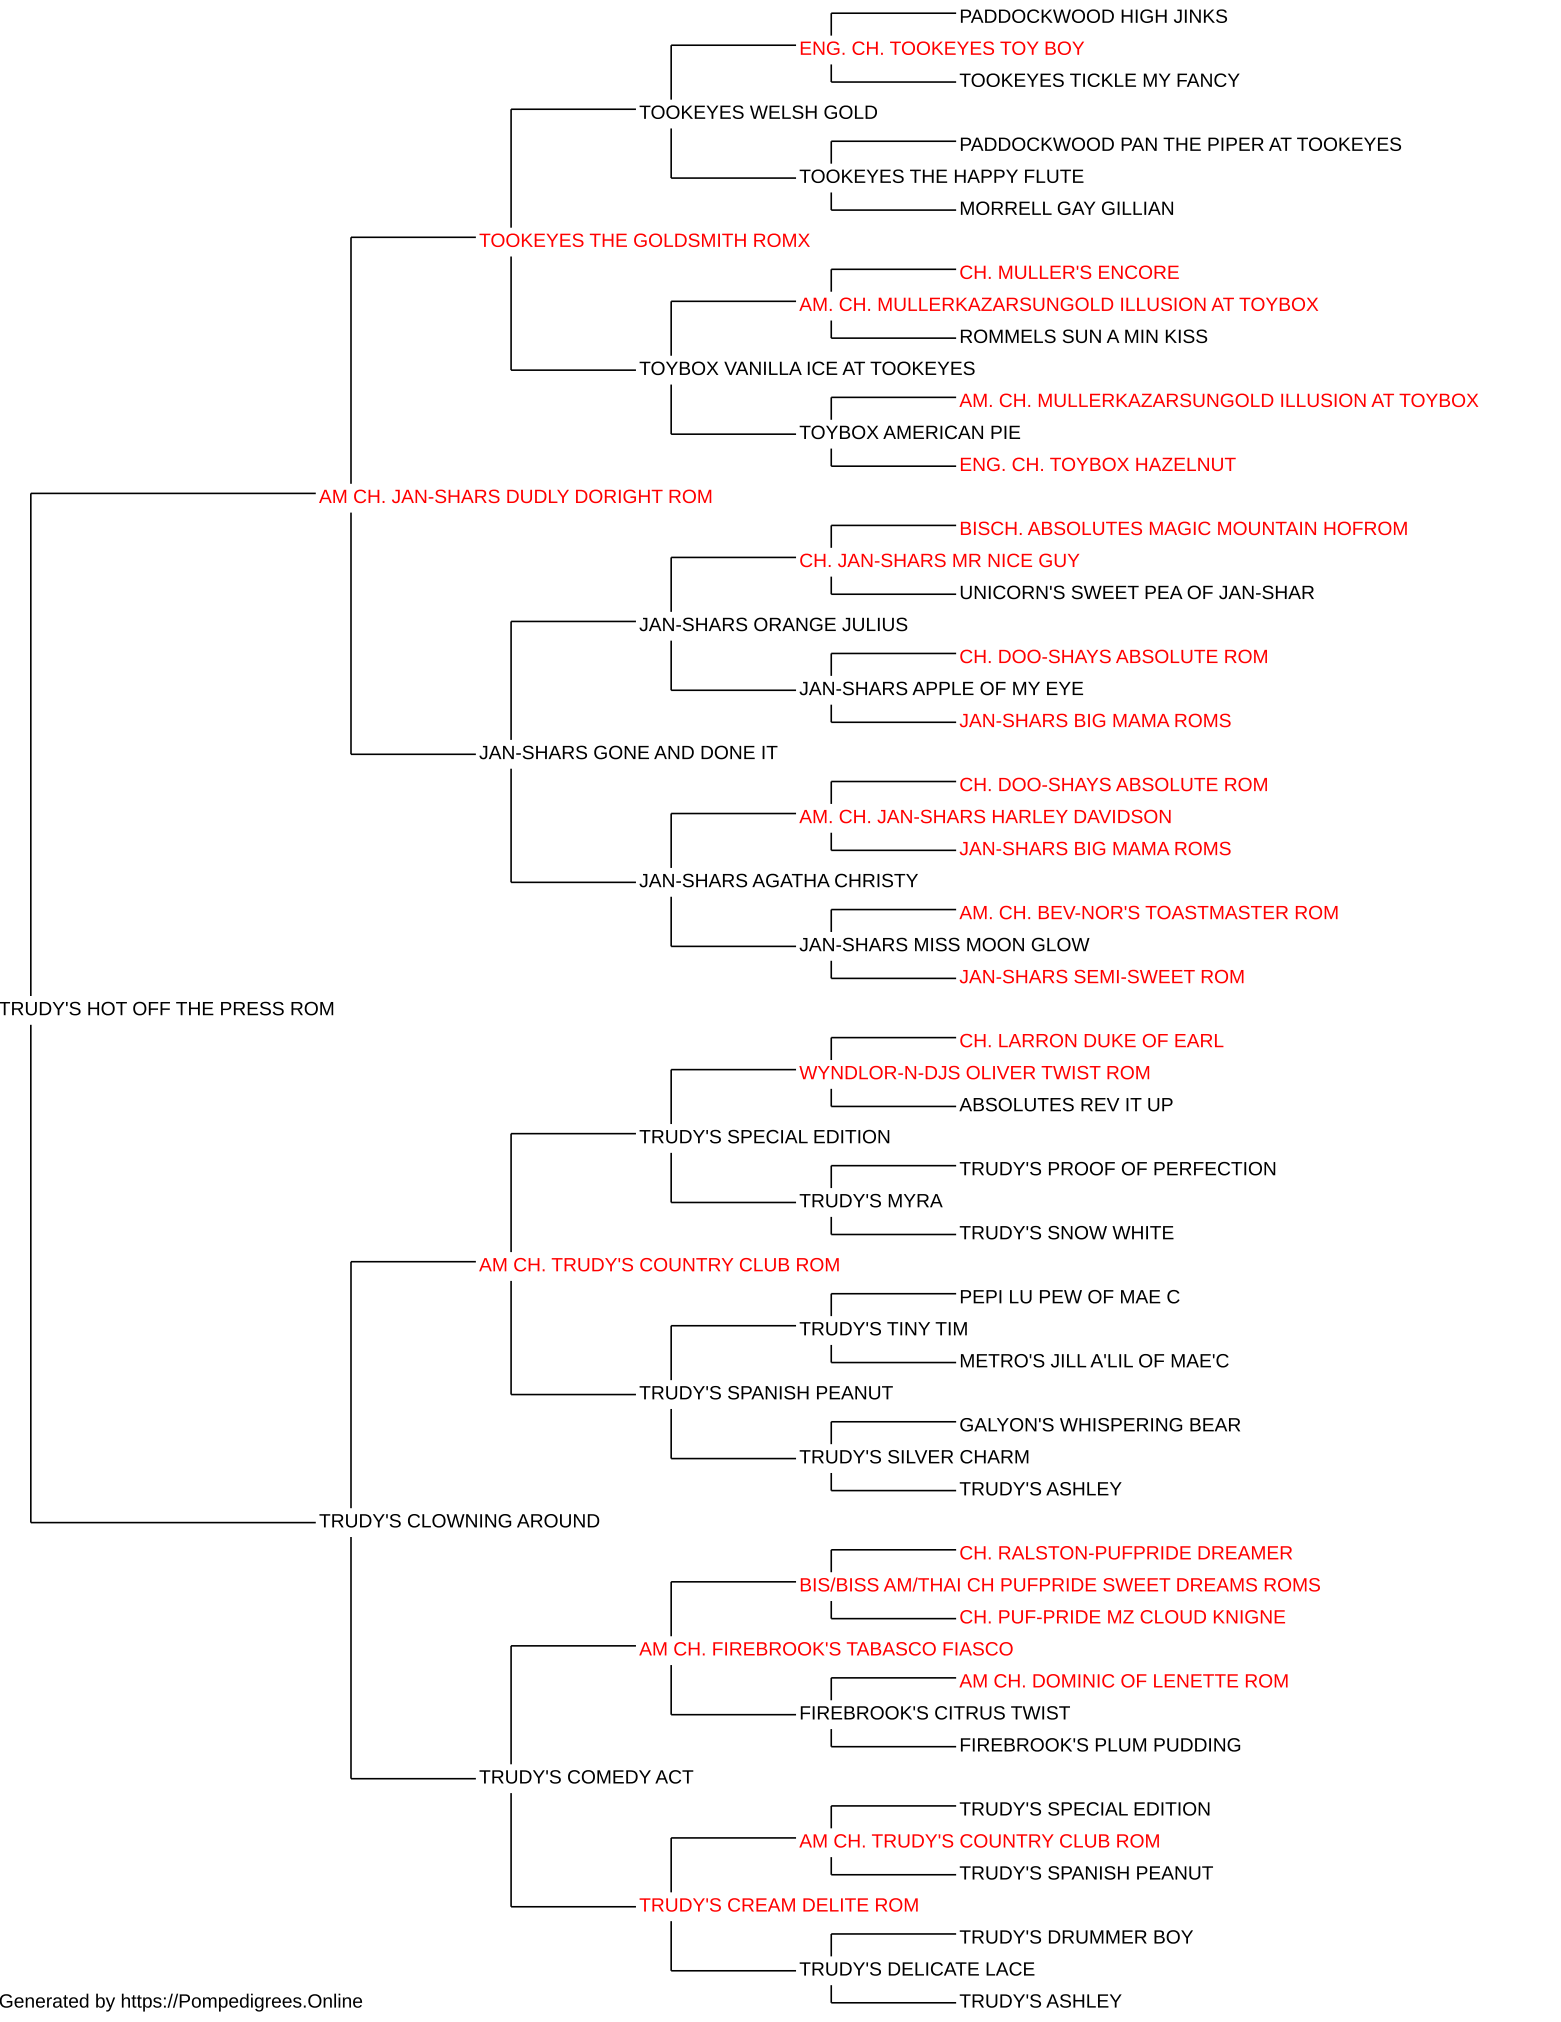 PADDOCKWOOD HIGH JINKS
ENG. CH. TOOKEYES TOY BOY
TOOKEYES TICKLE MY FANCY
TOOKEYES WELSH GOLD
PADDOCKWOOD PAN THE PIPER AT TOOKEYES
TOOKEYES THE HAPPY FLUTE
MORRELL GAY GILLIAN
TOOKEYES THE GOLDSMITH ROMX
CH. MULLER'S ENCORE
AM. CH. MULLERKAZARSUNGOLD ILLUSION AT TOYBOX
ROMMELS SUN A MIN KISS
TOYBOX VANILLA ICE AT TOOKEYES
AM. CH. MULLERKAZARSUNGOLD ILLUSION AT TOYBOX
TOYBOX AMERICAN PIE
ENG. CH. TOYBOX HAZELNUT
AM CH. JAN-SHARS DUDLY DORIGHT ROM
BISCH. ABSOLUTES MAGIC MOUNTAIN HOFROM
CH. JAN-SHARS MR NICE GUY
UNICORN'S SWEET PEA OF JAN-SHAR
JAN-SHARS ORANGE JULIUS
CH. DOO-SHAYS ABSOLUTE ROM
JAN-SHARS APPLE OF MY EYE
JAN-SHARS BIG MAMA ROMS
JAN-SHARS GONE AND DONE IT
CH. DOO-SHAYS ABSOLUTE ROM
AM. CH. JAN-SHARS HARLEY DAVIDSON
JAN-SHARS BIG MAMA ROMS
JAN-SHARS AGATHA CHRISTY
AM. CH. BEV-NOR'S TOASTMASTER ROM
JAN-SHARS MISS MOON GLOW
JAN-SHARS SEMI-SWEET ROM
TRUDY'S HOT OFF THE PRESS ROM
CH. LARRON DUKE OF EARL
WYNDLOR-N-DJS OLIVER TWIST ROM
ABSOLUTES REV IT UP
TRUDY'S SPECIAL EDITION
TRUDY'S PROOF OF PERFECTION
TRUDY'S MYRA
TRUDY'S SNOW WHITE
AM CH. TRUDY'S COUNTRY CLUB ROM
PEPI LU PEW OF MAE C
TRUDY'S TINY TIM
METRO'S JILL A'LIL OF MAE'C
TRUDY'S SPANISH PEANUT
GALYON'S WHISPERING BEAR
TRUDY'S SILVER CHARM
TRUDY'S ASHLEY
TRUDY'S CLOWNING AROUND
CH. RALSTON-PUFPRIDE DREAMER
BIS/BISS AM/THAI CH PUFPRIDE SWEET DREAMS ROMS
CH. PUF-PRIDE MZ CLOUD KNIGNE
AM CH. FIREBROOK'S TABASCO FIASCO
AM CH. DOMINIC OF LENETTE ROM
FIREBROOK'S CITRUS TWIST
FIREBROOK'S PLUM PUDDING
TRUDY'S COMEDY ACT
TRUDY'S SPECIAL EDITION
AM CH. TRUDY'S COUNTRY CLUB ROM
TRUDY'S SPANISH PEANUT
TRUDY'S CREAM DELITE ROM
TRUDY'S DRUMMER BOY
TRUDY'S DELICATE LACE
TRUDY'S ASHLEY
Generated by https://Pompedigrees.Online